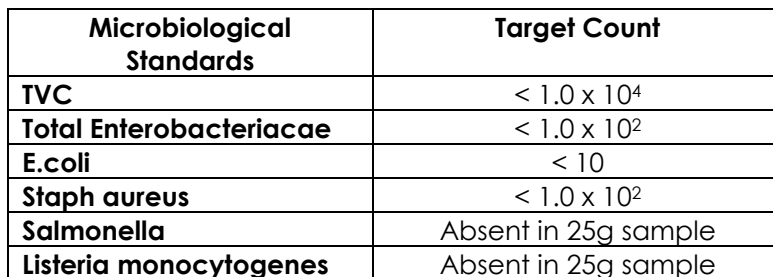 Microbiological Standards Target Count
TVC < 1.0 x 10⁴
Total Enterobacteriacae < 1.0 x 10²
E.coli < 10
Staph aureus < 1.0 x 10²
Salmonella Absent in 25g sample
Listeria monocytogenes Absent in 25g sample